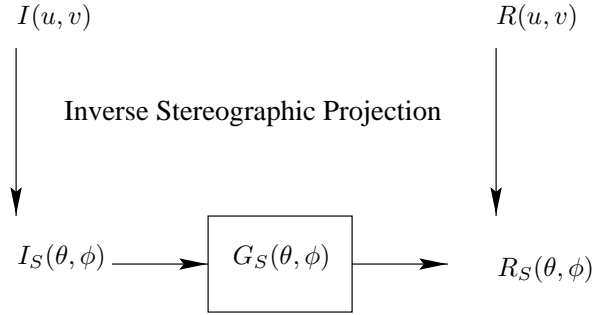 I(u, v) R(u, v)
Inverse Stereographic Projection
I_S(θ, ϕ) G_S(θ, ϕ) R_S(θ, ϕ)